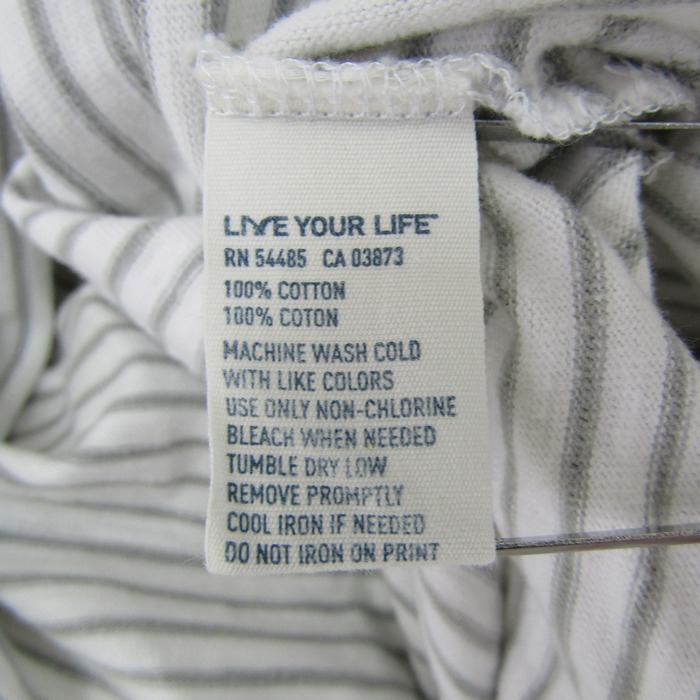 LIVE YOUR LIFE™
RN 54485 CA 03873
100% COTTON
100% COTON
MACHINE WASH COLD
WITH LIKE COLORS
USE ONLY NON-CHLORINE
BLEACH WHEN NEEDED
TUMBLE DRY LOW
REMOVE PROMPTLY
COOL IRON IF NEEDED
DO NOT IRON ON PRINT